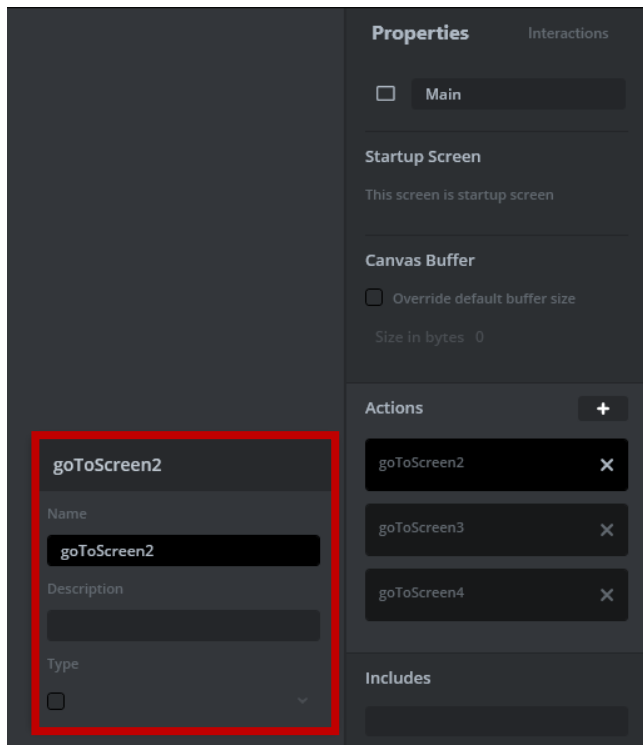 Properties Interactions
Main
Startup Screen
This screen is startup screen
Canvas Buffer
Override default buffer size
Size in bytes 0
Actions +
goToScreen2
goToScreen3
goToScreen4
Includes
goToScreen2
Name
goToScreen2
Description
Type